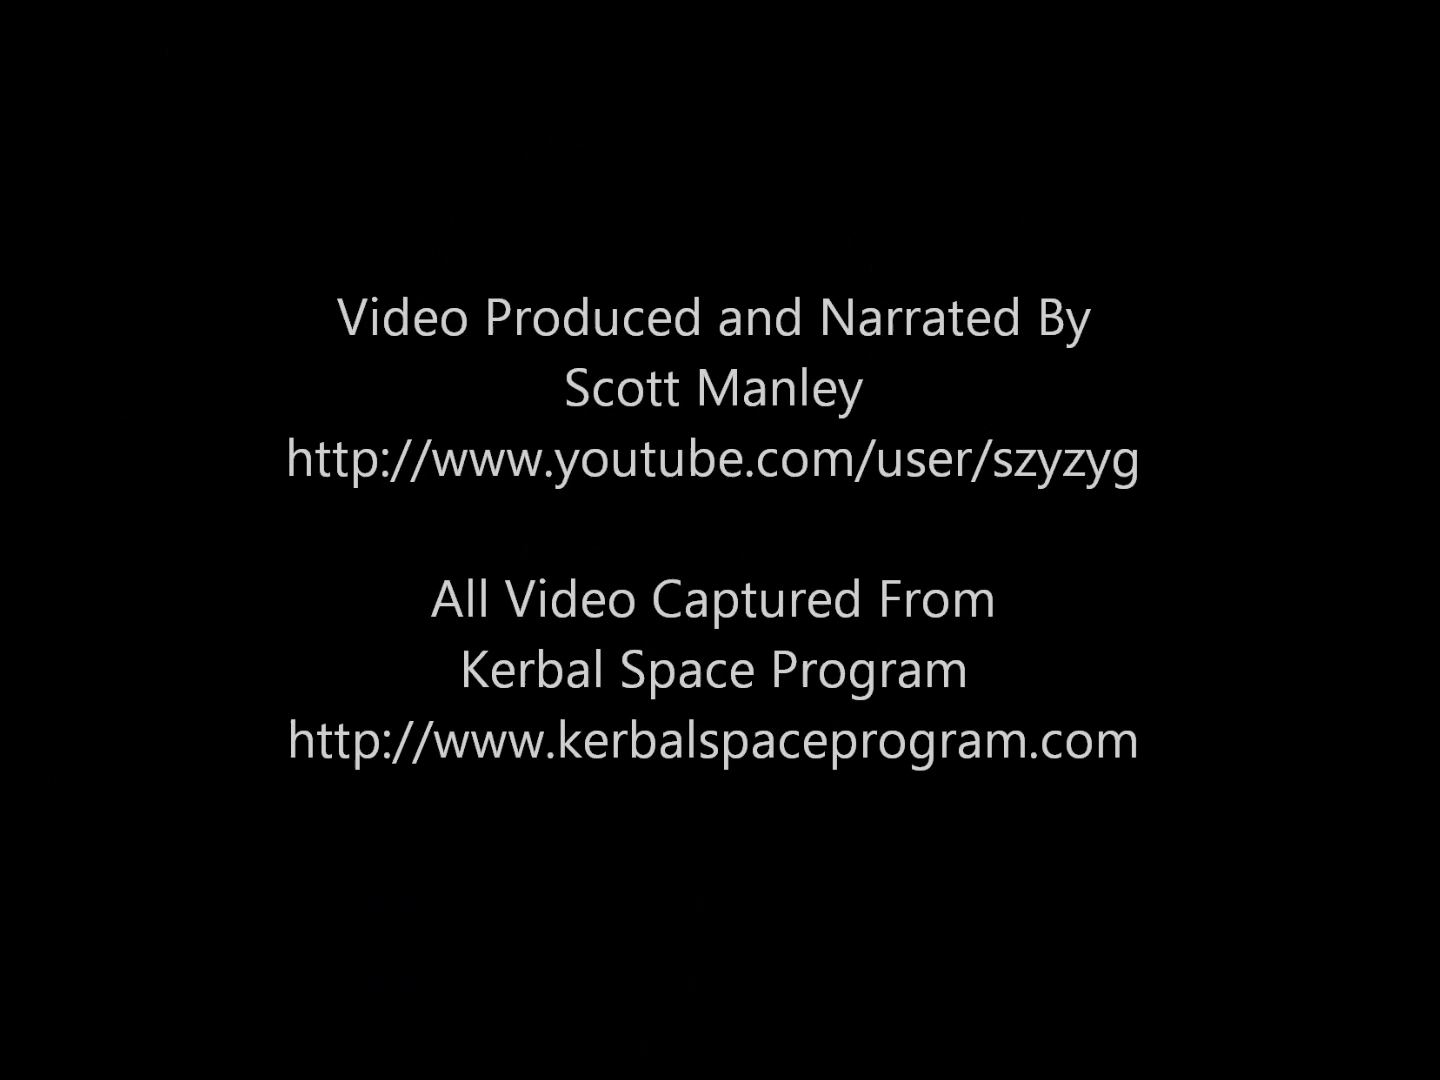 Video Produced and Narrated By
Scott Manley
http://www.youtube.com/user/szyzyg
All Video Captured From
Kerbal Space Program
http://www.kerbalspaceprogram.com